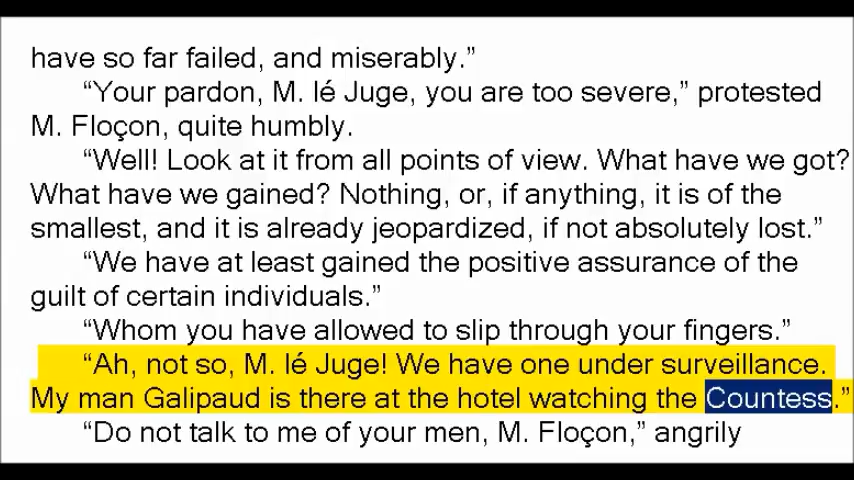 have so far failed, and miserably.”
“Your pardon, M. lé Juge, you are too severe,” protested
M. Floçon, quite humbly.
“Well! Look at it from all points of view. What have we got?
What have we gained? Nothing, or, if anything, it is of the
smallest, and it is already jeopardized, if not absolutely lost.”
“We have at least gained the positive assurance of the
guilt of certain individuals.”
“Whom you have allowed to slip through your fingers.”
“Ah, not so, M. lé Juge! We have one under surveillance.
My man Galipaud is there at the hotel watching the Countess.”
“Do not talk to me of your men, M. Floçon,” angrily